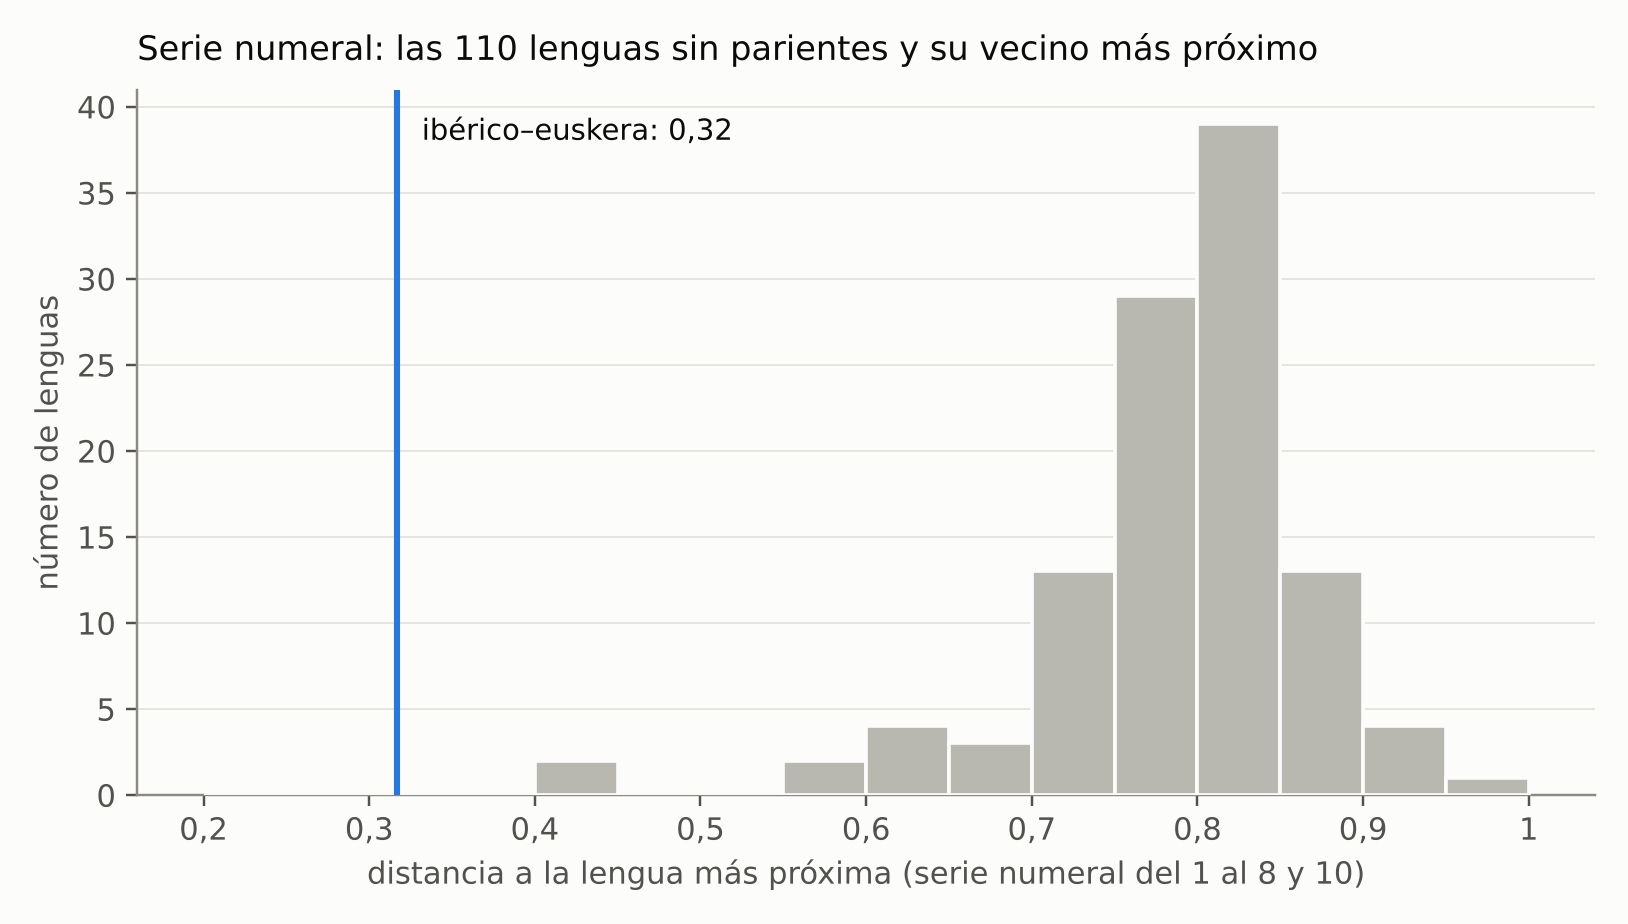 Serie numeral: las 110 lenguas sin parientes y su vecino más próximo
ibérico–euskera: 0,32
número de lenguas
40
35
30
25
20
15
10
5
0
0,2 0,3 0,4 0,5 0,6 0,7 0,8 0,9 1
distancia a la lengua más próxima (serie numeral del 1 al 8 y 10)